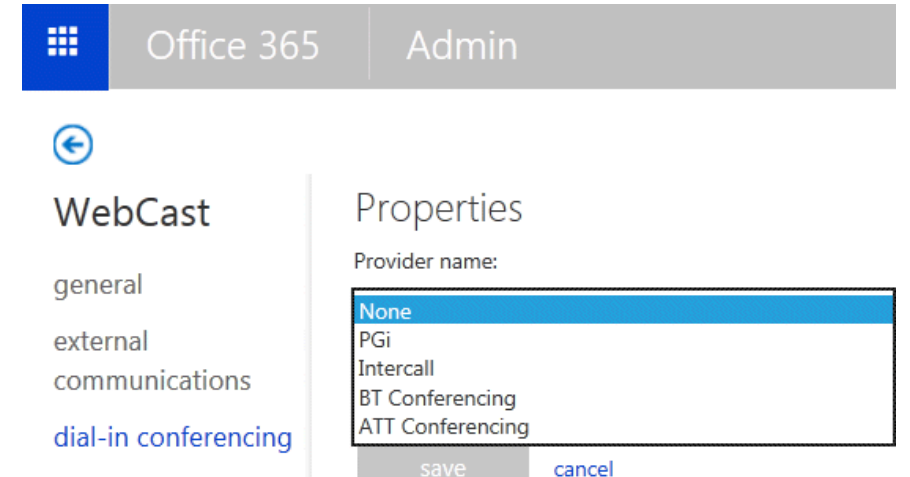 Office 365 Admin
WebCast
general
external
communications
dial-in conferencing
Properties
Provider name:
None
PGi
Intercall
BT Conferencing
ATT Conferencing
save cancel